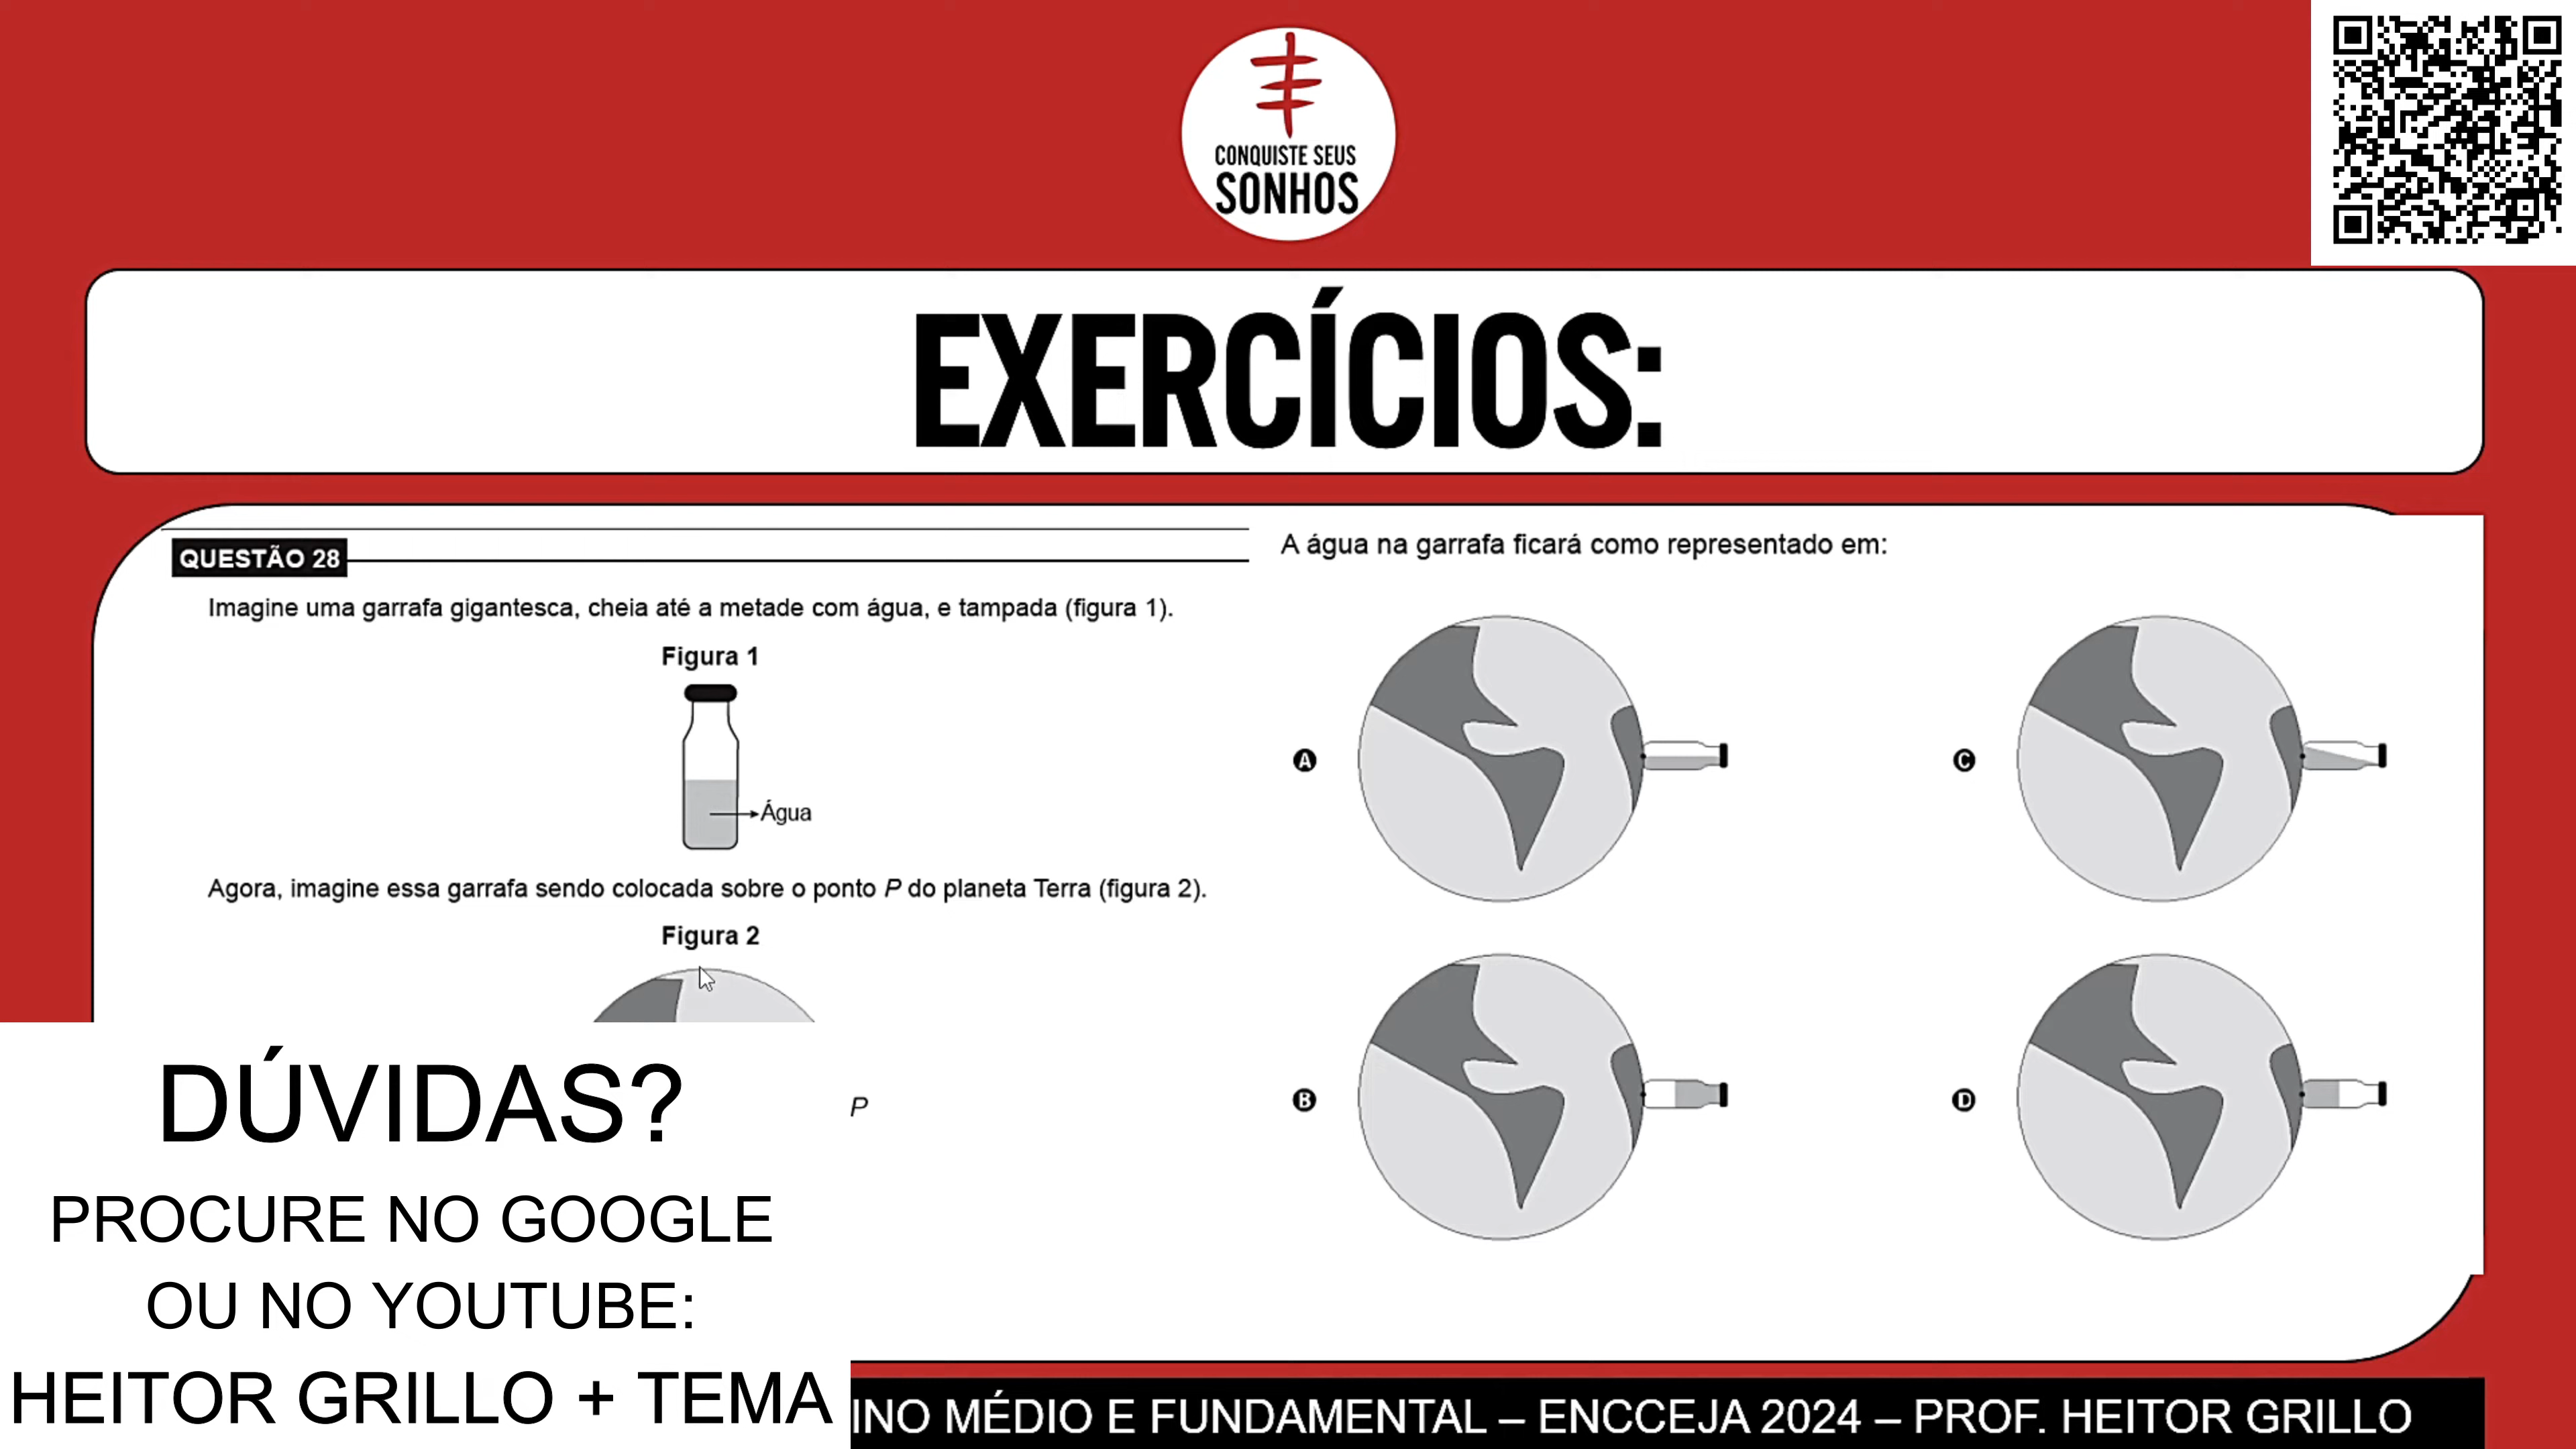 CONQUISTE SEUS
SONHOS
EXERCÍCIOS:
QUESTÃO 28
Imagine uma garrafa gigantesca, cheia até a metade com água, e tampada (figura 1).
Figura 1
Água
Agora, imagine essa garrafa sendo colocada sobre o ponto P do planeta Terra (figura 2).
Figura 2
P
A água na garrafa ficará como representado em:
A
C
B
D
DÚVIDAS?
PROCURE NO GOOGLE
OU NO YOUTUBE:
HEITOR GRILLO + TEMA
INO MÉDIO E FUNDAMENTAL – ENCCEJA 2024 – PROF. HEITOR GRILLO